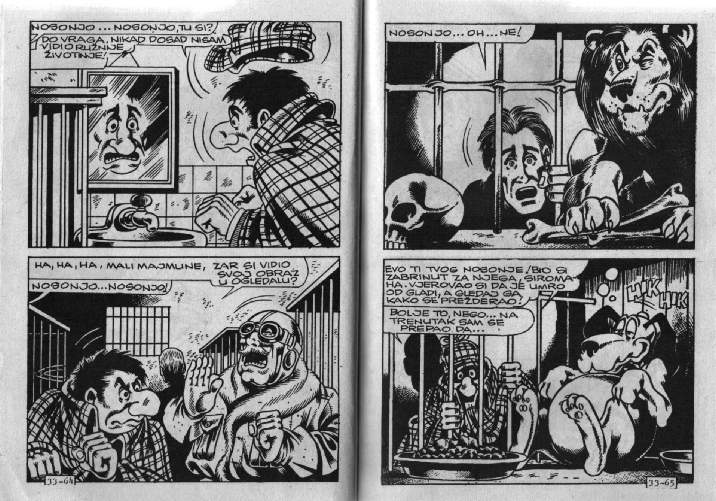 NOSONJO...NOSONJO, TU SI?
DO VRAGA, NIKAD DOSAD NISAM
VIDIO RUŽNIJE
ŽIVOTINJE!
HA, HA, HA, MALI MAJMUNE, ZAR SI VIDIO
SVOJ OBRAZ
U OGLEDALU?
NOSONJO...NOSONJO!
33-64
NOSONJO...OH...NE!
EVO TI TVOG NOSONJE! BIO SI
ZABRINUT ZA NJEGA, SIROMA
HA. VJEROVAO SI DA JE UMRO
OD GLADI, A GLEDAJ GA
KAKO SE PREŽDERAO!
BOLJE TO, NEGO...NA
TRENUTAK SAM SE
PREPAO DA...
HIK
HIK
33-65